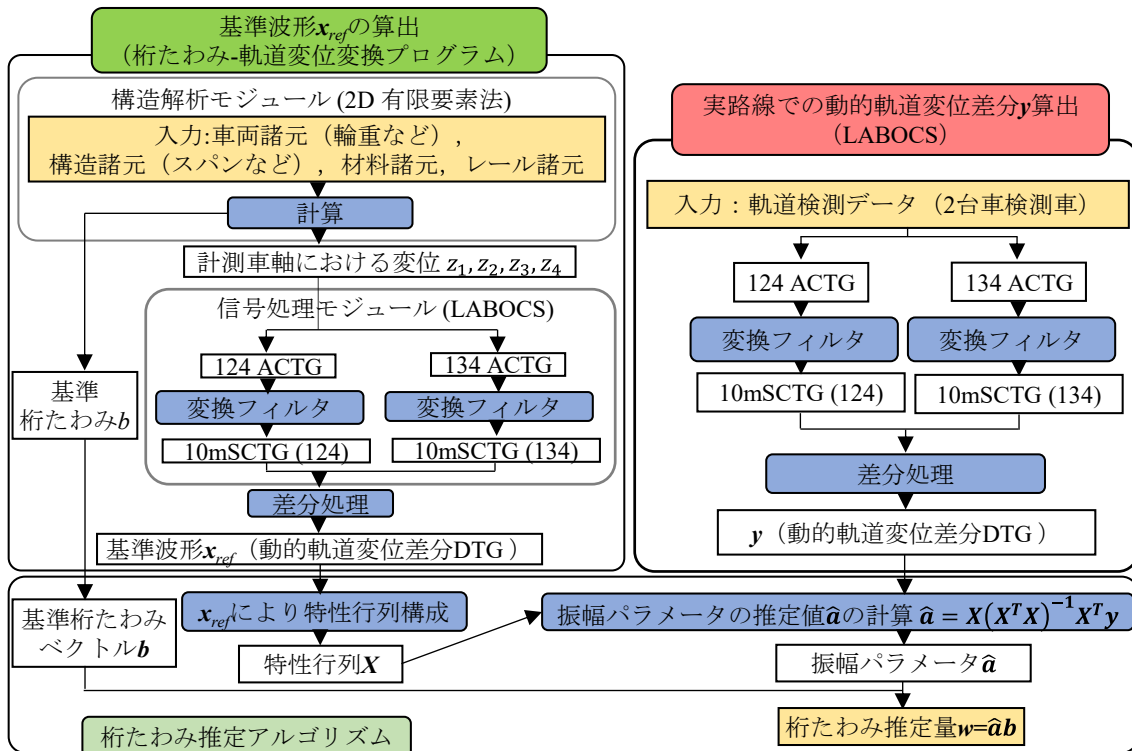 基準波形x_refの算出
（桁たわみ-軌道変位変換プログラム）
構造解析モジュール (2D 有限要素法)
入力:車両諸元（輪重など）,
構造諸元（スパンなど）, 材料諸元, レール諸元
計算
計測車軸における変位 z₁, z₂, z₃, z₄
信号処理モジュール (LABOCS)
124 ACTG
134 ACTG
変換フィルタ
変換フィルタ
10mSCTG (124)
10mSCTG (134)
差分処理
基準波形x_ref（動的軌道変位差分DTG ）
基準
桁たわみb
実路線での動的軌道変位差分y算出
（LABOCS）
入力：軌道検測データ（2台車検測車）
124 ACTG
134 ACTG
変換フィルタ
変換フィルタ
10mSCTG (124)
10mSCTG (134)
差分処理
y（動的軌道変位差分DTG ）
基準桁たわみ
ベクトルb
x_refにより特性行列構成
特性行列X
振幅パラメータの推定値âの計算 â = X(XᵀX)⁻¹Xᵀy
振幅パラメータâ
桁たわみ推定量w=âb
桁たわみ推定アルゴリズム